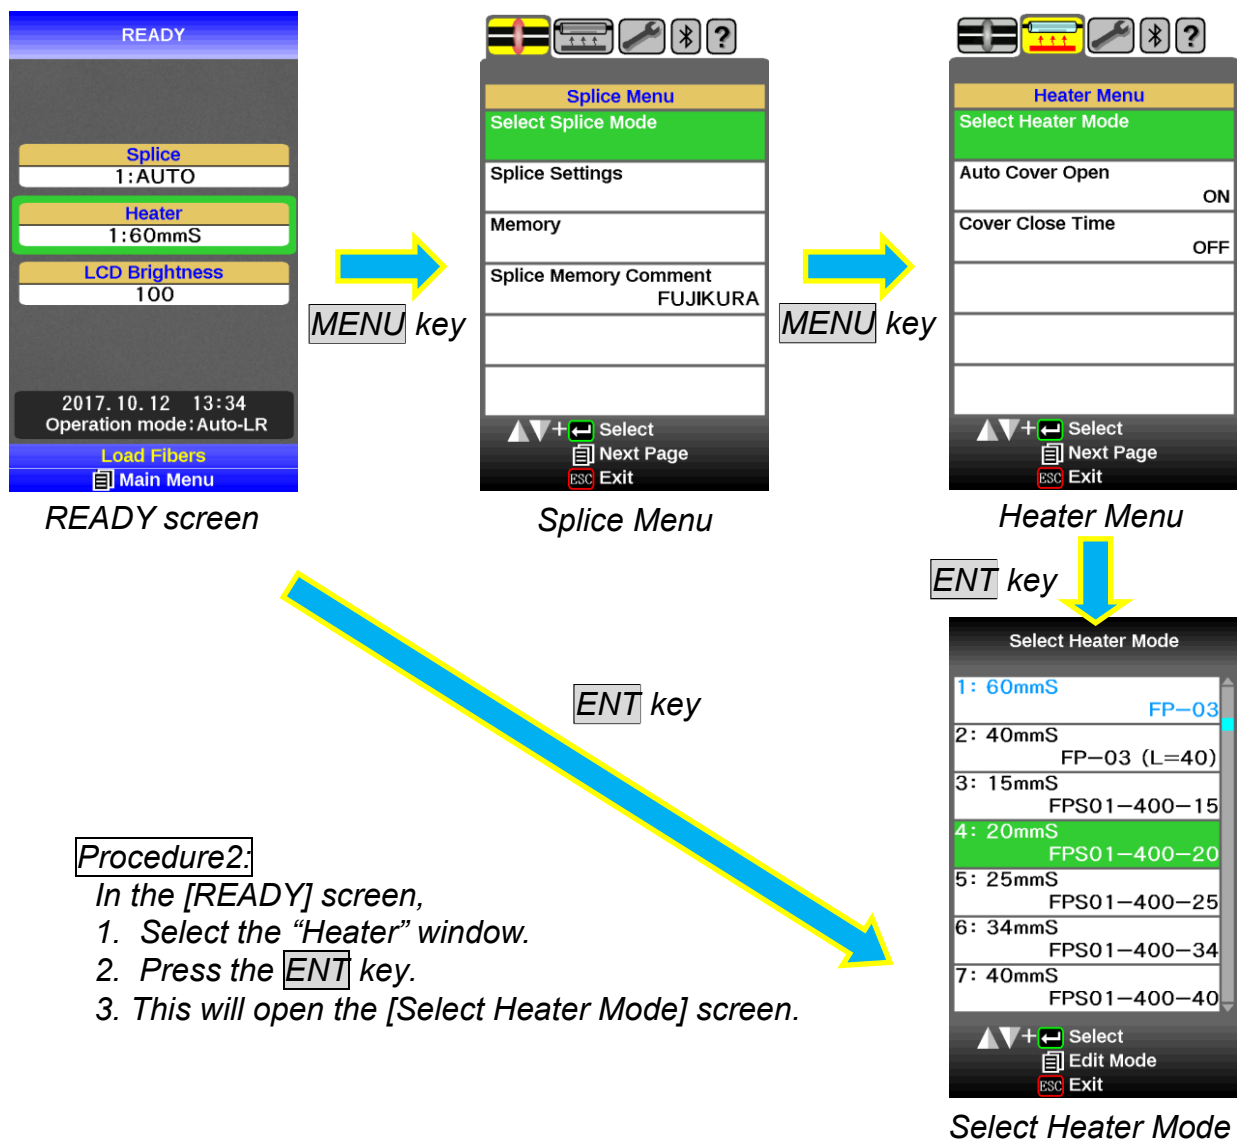 READY
Splice
1:AUTO
Heater
1:60mmS
LCD Brightness
100
2017.10.12 13:34
Operation mode:Auto-LR
Load Fibers
Main Menu
READY screen
MENU key
?
Splice Menu
Select Splice Mode
Splice Settings
Memory
Splice Memory Comment
FUJIKURA
+ Select
Next Page
ESC Exit
Splice Menu
MENU key
?
Heater Menu
Select Heater Mode
Auto Cover Open
ON
Cover Close Time
OFF
+ Select
Next Page
ESC Exit
Heater Menu
ENT key
ENT key
Select Heater Mode
1: 60mmS
FP-03
2: 40mmS
FP-03 (L=40)
3: 15mmS
FPS01-400-15
4: 20mmS
FPS01-400-20
5: 25mmS
FPS01-400-25
6: 34mmS
FPS01-400-34
7: 40mmS
FPS01-400-40
+ Select
Edit Mode
ESC Exit
Select Heater Mode
Procedure2:
In the [READY] screen,
1. Select the “Heater” window.
2. Press the ENT key.
3. This will open the [Select Heater Mode] screen.